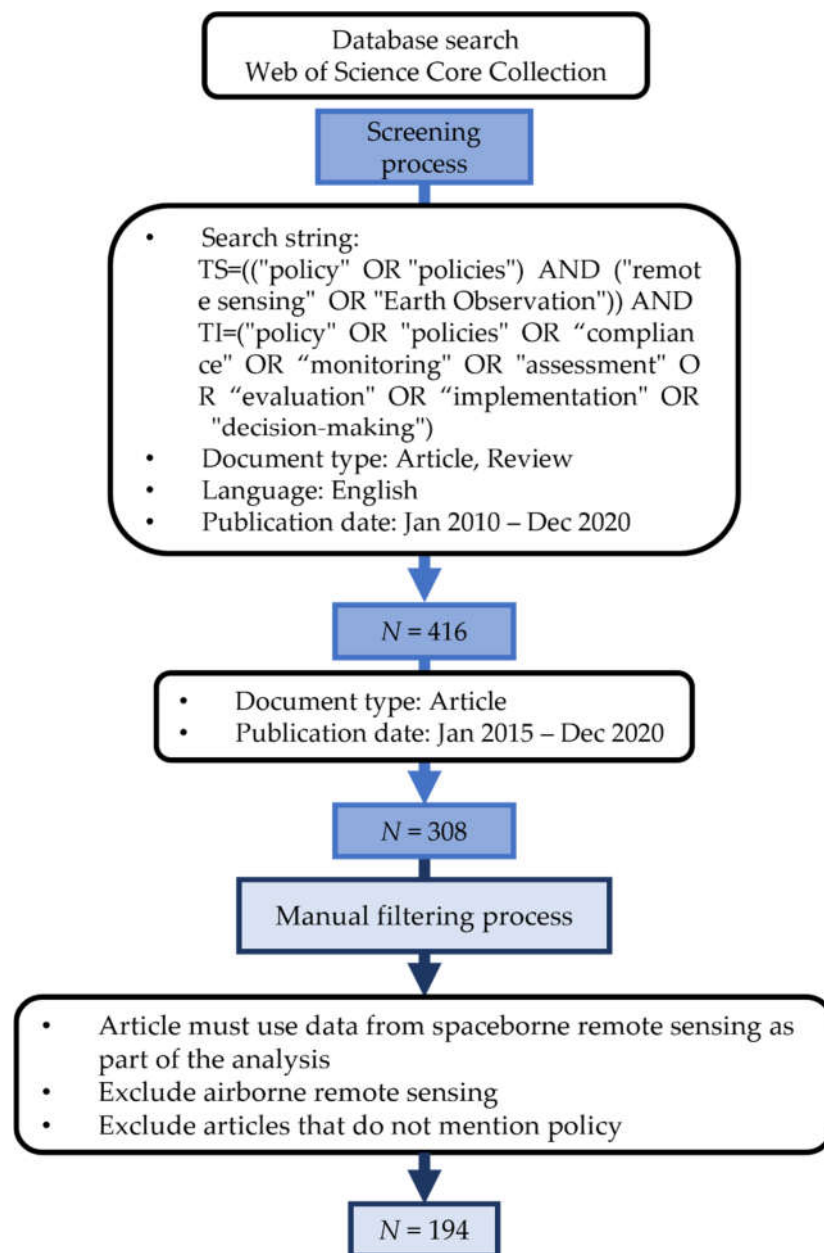 Database search
Web of Science Core Collection
Screening
process
• Search string:
TS=(("policy" OR "policies") AND ("remot
e sensing" OR "Earth Observation")) AND
TI=("policy" OR "policies" OR “complian
ce" OR “monitoring" OR "assessment" O
R “evaluation" OR “implementation" OR
"decision-making")
• Document type: Article, Review
• Language: English
• Publication date: Jan 2010 – Dec 2020
N = 416
• Document type: Article
• Publication date: Jan 2015 – Dec 2020
N = 308
Manual filtering process
• Article must use data from spaceborne remote sensing as
part of the analysis
• Exclude airborne remote sensing
• Exclude articles that do not mention policy
N = 194